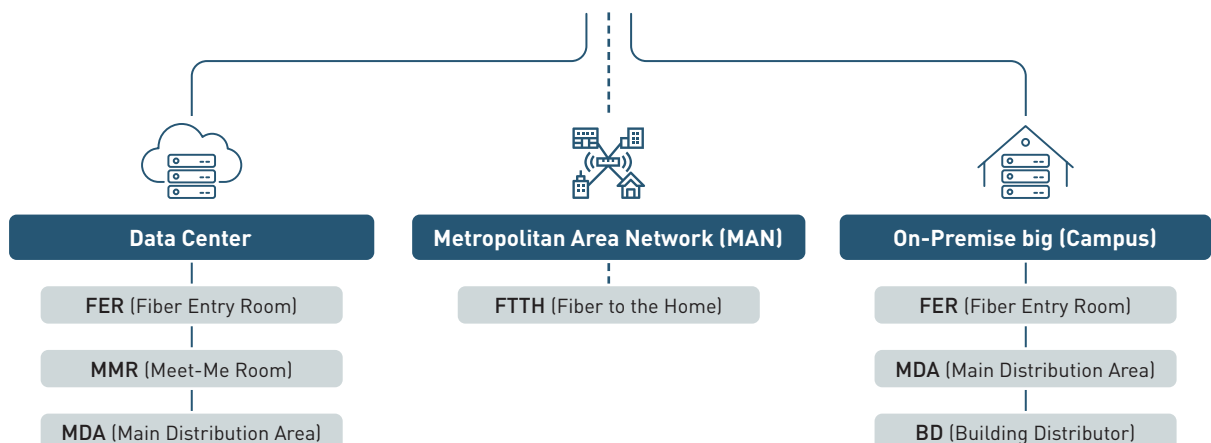 Data Center
Metropolitan Area Network (MAN)
On-Premise big (Campus)
FER (Fiber Entry Room)
FTTH (Fiber to the Home)
FER (Fiber Entry Room)
MMR (Meet-Me Room)
MDA (Main Distribution Area)
MDA (Main Distribution Area)
BD (Building Distributor)